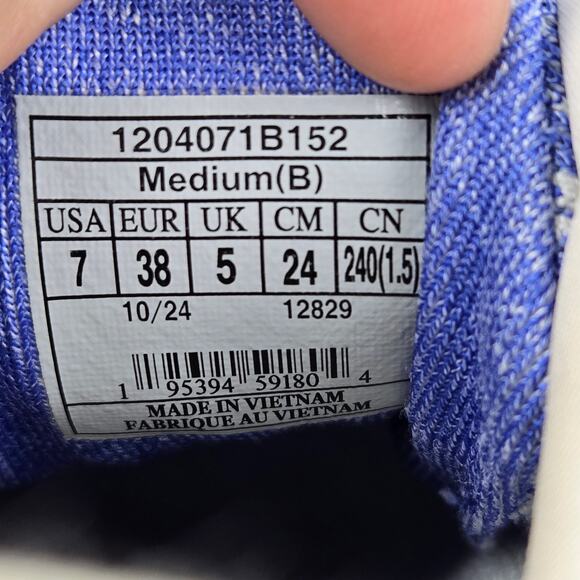 1204071B152
Medium(B)
USA EUR UK CM CN
7 38 5 24 240(1.5)
10/24 12829
1 95394 59180 4
MADE IN VIETNAM
FABRIQUE AU VIETNAM